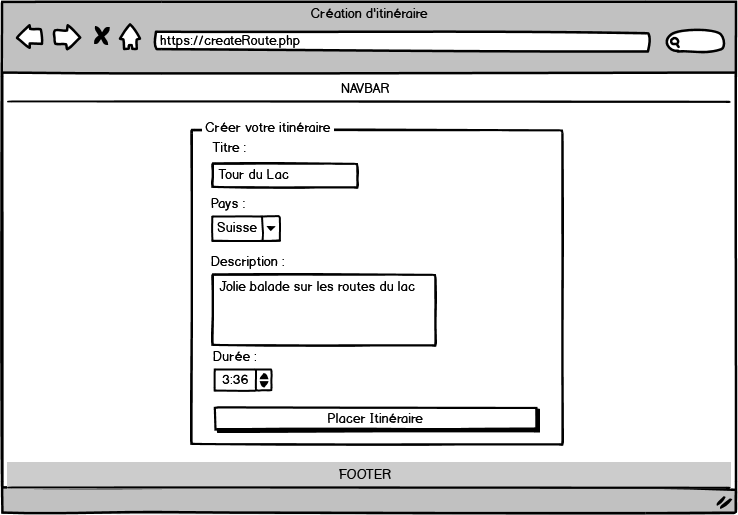 Création d'itinéraire
https://createRoute.php
NAVBAR
Créer votre itinéraire
Titre :
Tour du Lac
Pays :
Suisse
Description :
Jolie balade sur les routes du lac
Durée :
3:36
Placer Itinéraire
FOOTER